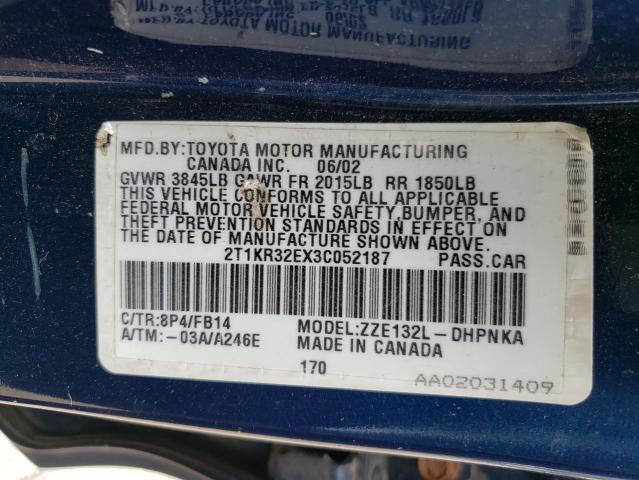 MFD.BY:TOYOTA MOTOR MANUFACTURING
CANADA INC. 06/02
GVWR 3845LB GAWR FR 2015LB RR 1850LB
THIS VEHICLE CONFORMS TO ALL APPLICABLE
FEDERAL MOTOR VEHICLE SAFETY,BUMPER, AND
THEFT PREVENTION STANDARDS IN EFFECT ON
THE DATE OF MANUFACTURE SHOWN ABOVE.
2T1KR32EX3C052187 PASS.CAR
C/TR:8P4/FB14 MODEL:ZZE132L-DHPNKA
A/TM:-03A/A246E MADE IN CANADA
170
AA02031409